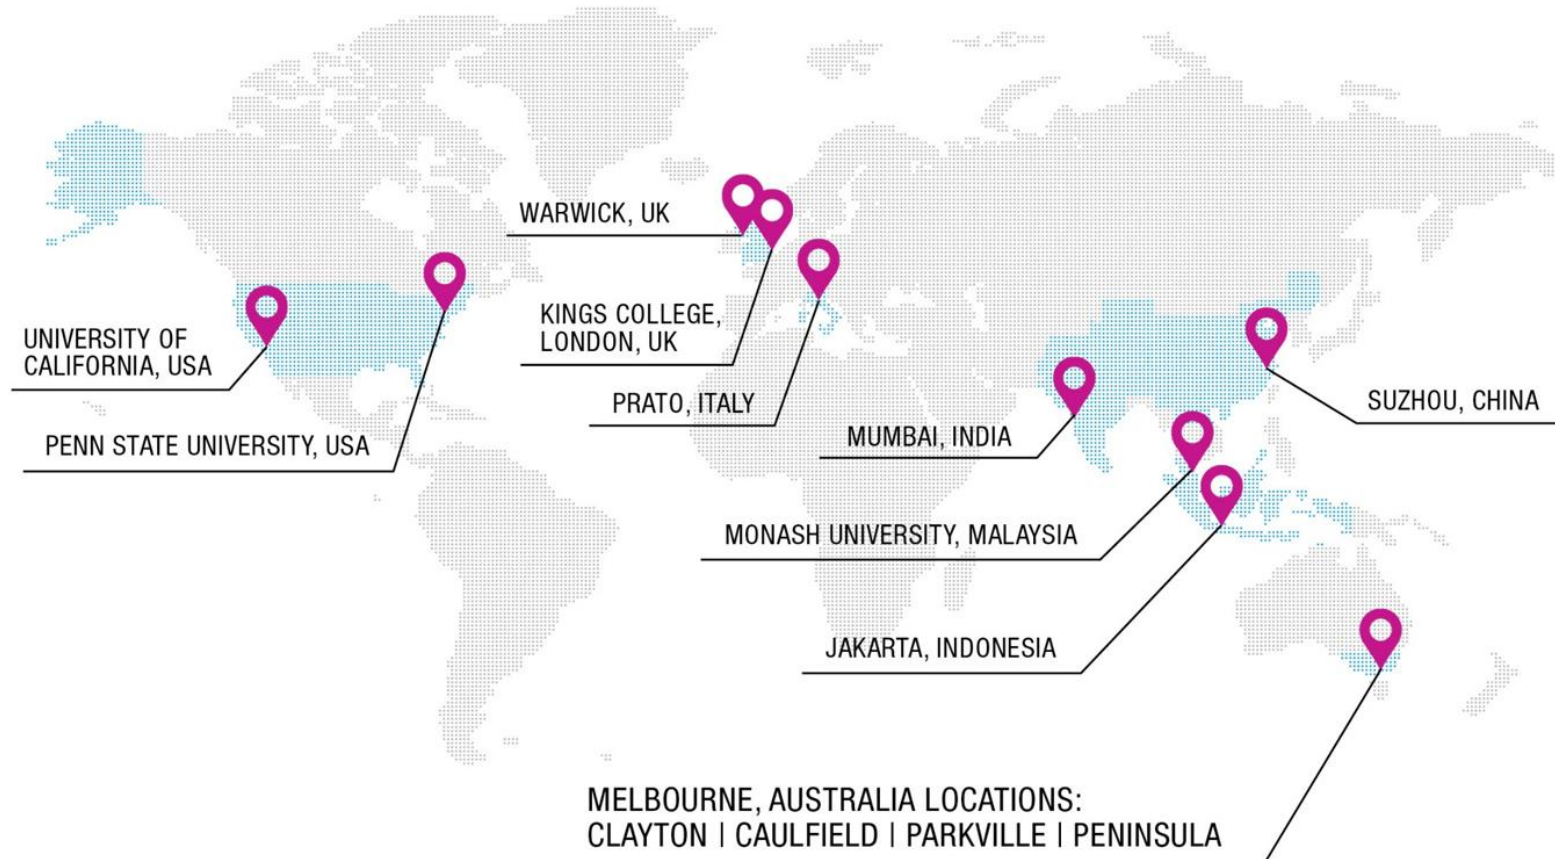 WARWICK, UK
KINGS COLLEGE,
LONDON, UK
UNIVERSITY OF
CALIFORNIA, USA
PRATO, ITALY
SUZHOU, CHINA
PENN STATE UNIVERSITY, USA
MUMBAI, INDIA
MONASH UNIVERSITY, MALAYSIA
JAKARTA, INDONESIA
MELBOURNE, AUSTRALIA LOCATIONS:
CLAYTON | CAULFIELD | PARKVILLE | PENINSULA